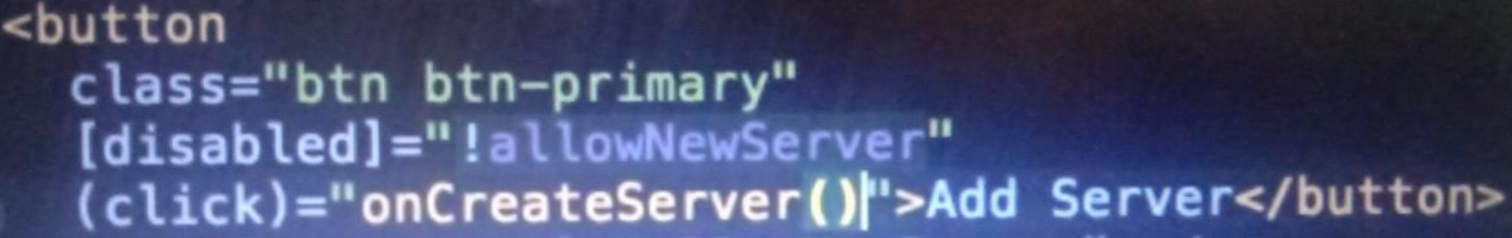 <button
class="btn btn-primary"
[disabled]="!allowNewServer"
(click)="onCreateServer()">Add Server</button>